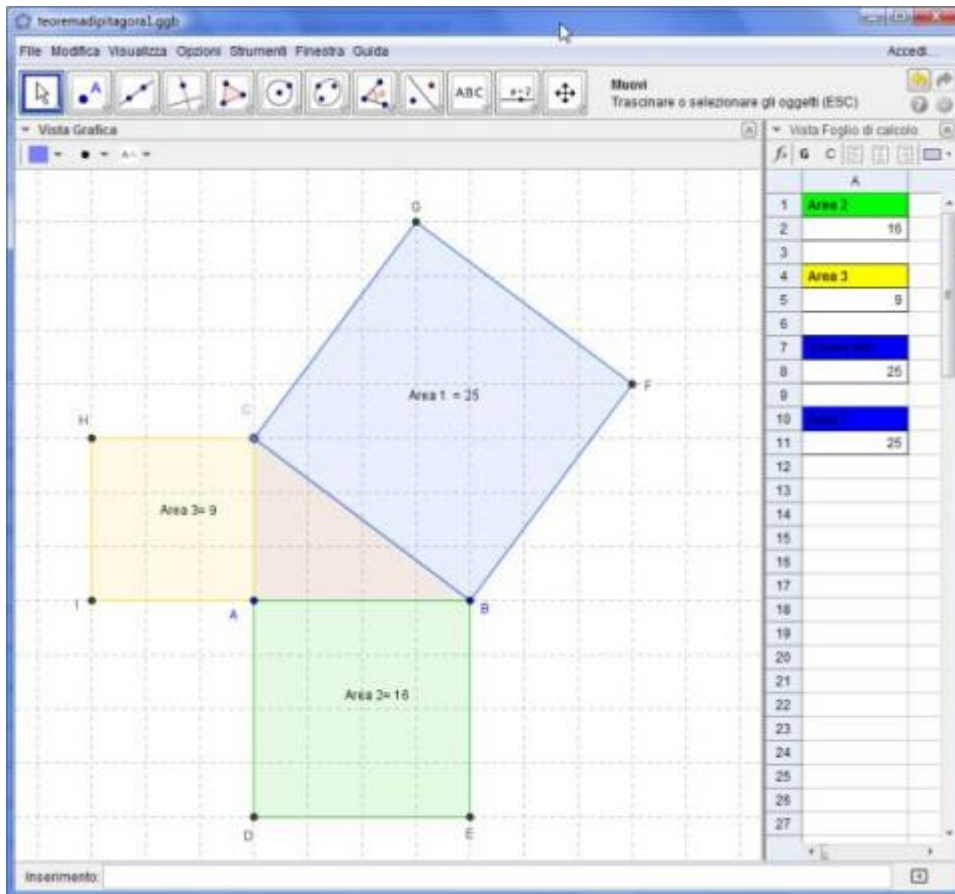 teoremadipitagora1.ggb
File Modifica Visualizza Opzioni Strumenti Finestra Guida Accedi...
A ABC a=2 Muovi
Trascinare o selezionare gli oggetti (ESC)
Vista Grafica
Vista Foglio di calcolo
G C
A
1 Area 2
2 16
3
4 Area 3
5 9
6
7
8 25
9
10 Area
11 25
12
13
14
15
16
17
18
19
20
21
22
23
24
25
26
27
G
Area 1 = 25
F
C
H
Area 3= 9
I
A
B
Area 2= 16
D
E
Inserimento: